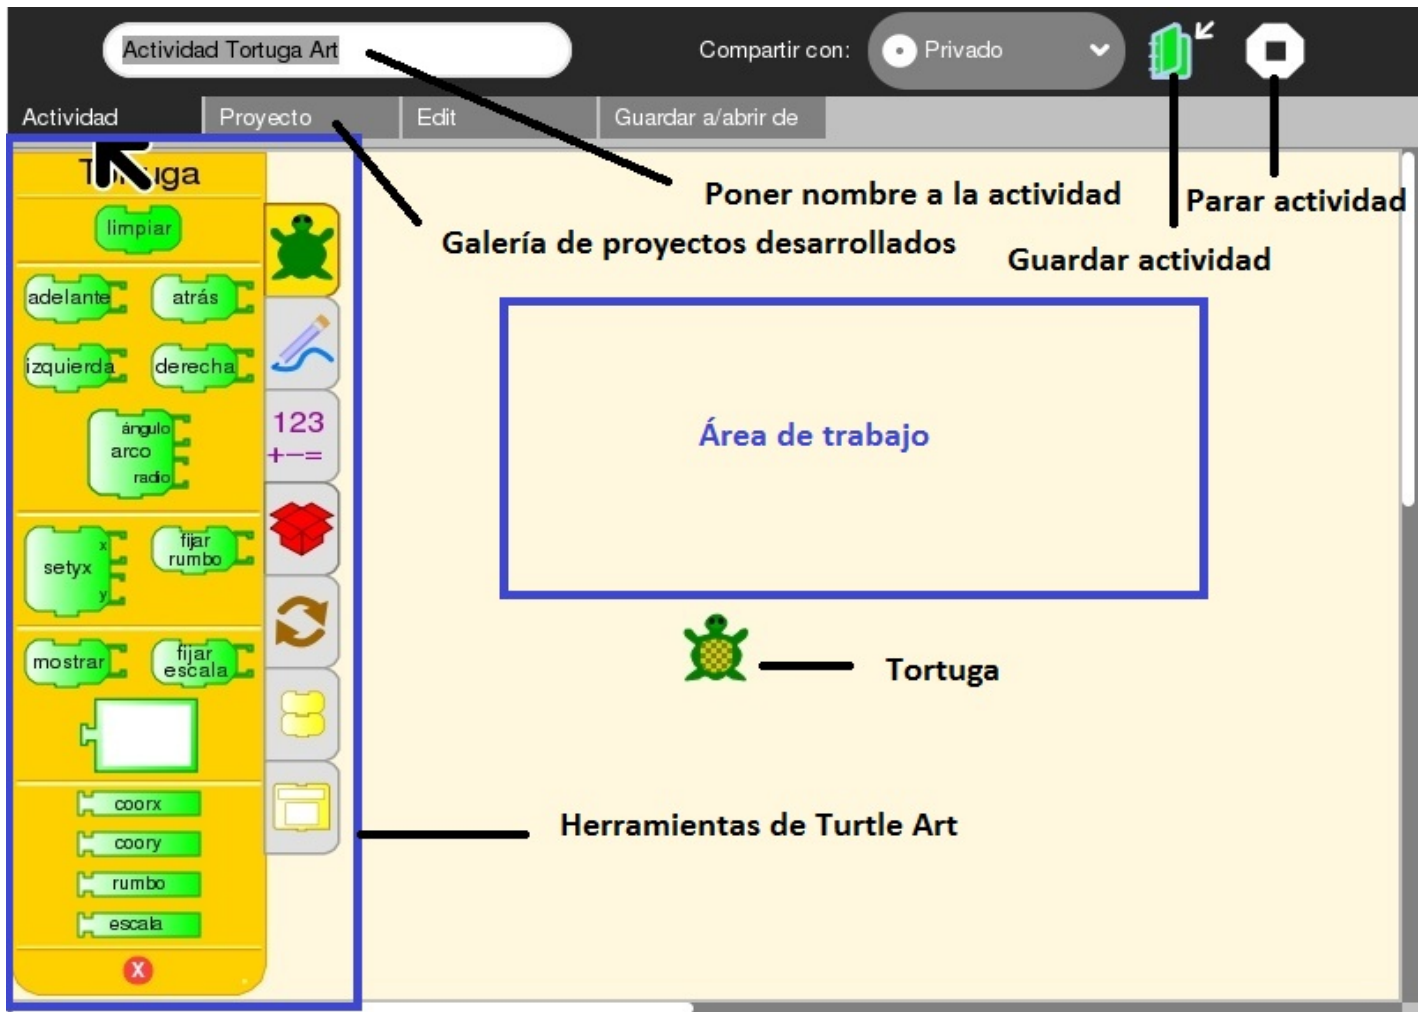 Actividad Tortuga Art
Compartir con:
Privado
Actividad
Proyecto
Edit
Guardar a/abrir de
Poner nombre a la actividad
Parar actividad
Galería de proyectos desarrollados
Guardar actividad
limpiar
adelante
atrás
izquierda
derecha
ángulo
arco
radio
123
+−=
Área de trabajo
x
setyx
y
fijar
rumbo
mostrar
fijar
escala
Tortuga
coorx
coory
rumbo
escala
X
Herramientas de Turtle Art